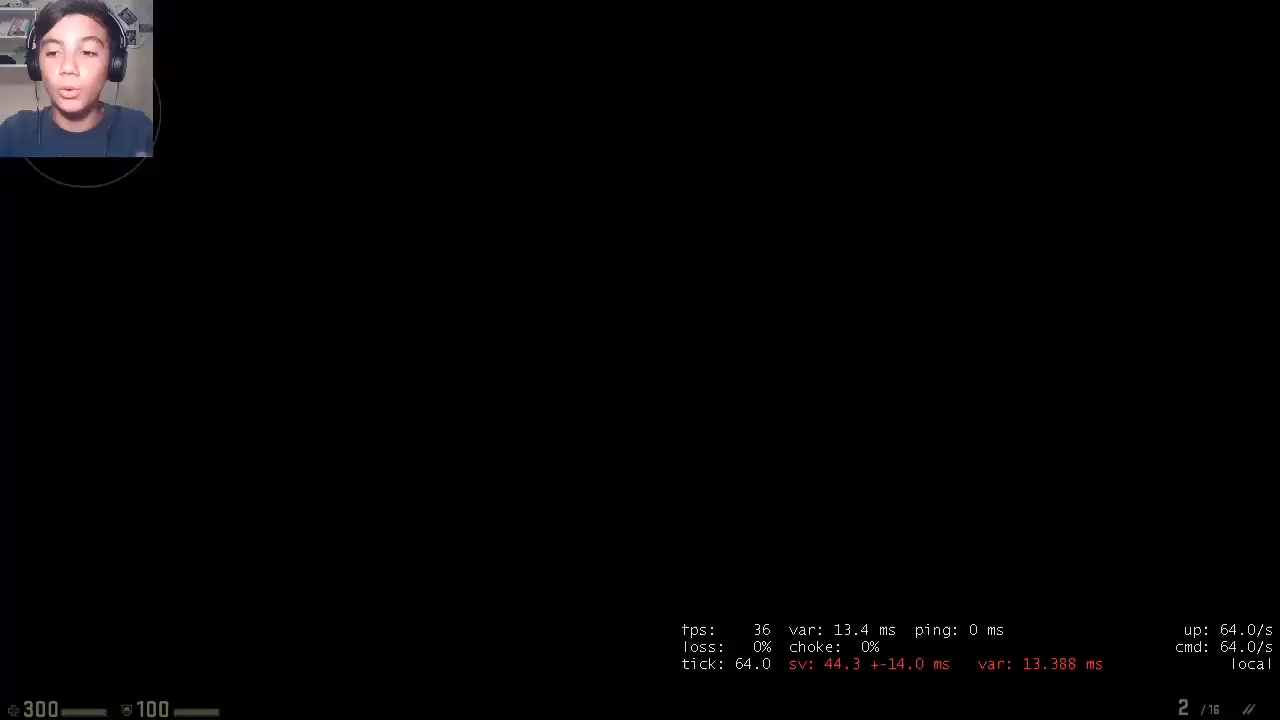 fps: 36 var: 13.4 ms ping: 0 ms up: 64.0/s
loss: 0% choke: 0% cmd: 64.0/s
tick: 64.0 sv: 44.3 +-14.0 ms var: 13.388 ms local
300 100 2 / 16